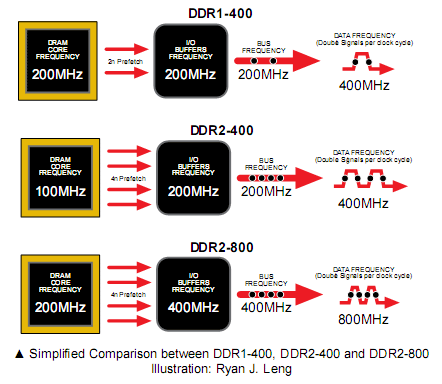 DDR1-400
DRAM
CORE
FREQUENCY
200MHz
2n Prefetch
I/O
BUFFERS
FREQUENCY
200MHz
BUS
FREQUENCY
200MHz
DATA FREQUENCY
(Double Signals per clock cycle)
400MHz
DDR2-400
DRAM
CORE
FREQUENCY
100MHz
4n Prefetch
I/O
BUFFERS
FREQUENCY
200MHz
BUS
FREQUENCY
200MHz
DATA FREQUENCY
(Double Signals per clock cycle)
400MHz
DDR2-800
DRAM
CORE
FREQUENCY
200MHz
4n Prefetch
I/O
BUFFERS
FREQUENCY
400MHz
BUS
FREQUENCY
400MHz
DATA FREQUENCY
(Double Signals per clock cycle)
800MHz
▲ Simplified Comparison between DDR1-400, DDR2-400 and DDR2-800
Illustration: Ryan J. Leng